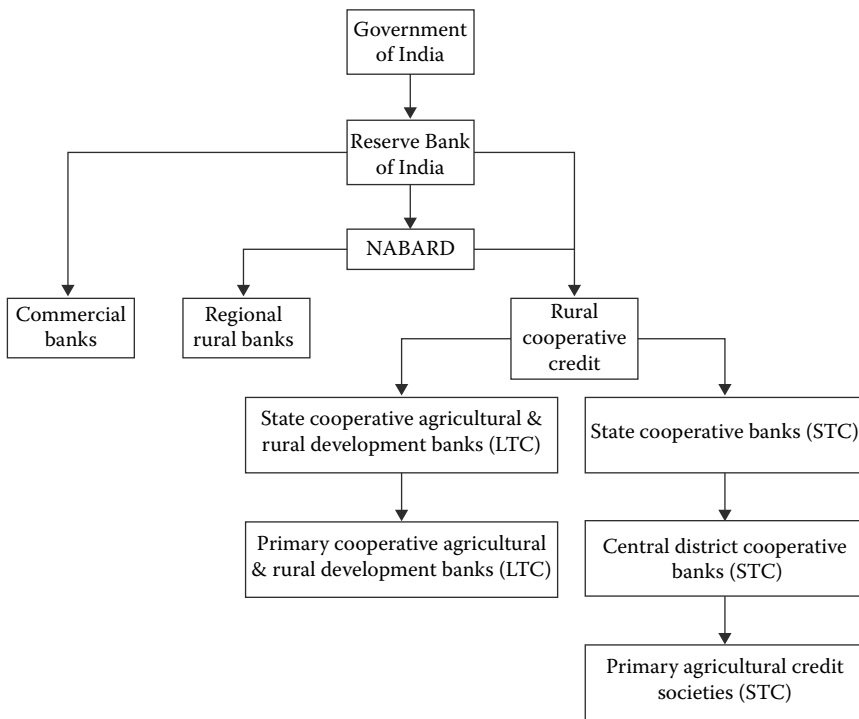 Government
of India
Reserve Bank
of India
NABARD
Commercial
banks
Regional
rural banks
Rural
cooperative
credit
State cooperative agricultural &
rural development banks (LTC)
State cooperative banks (STC)
Primary cooperative agricultural
& rural development banks (LTC)
Central district cooperative
banks (STC)
Primary agricultural credit
societies (STC)